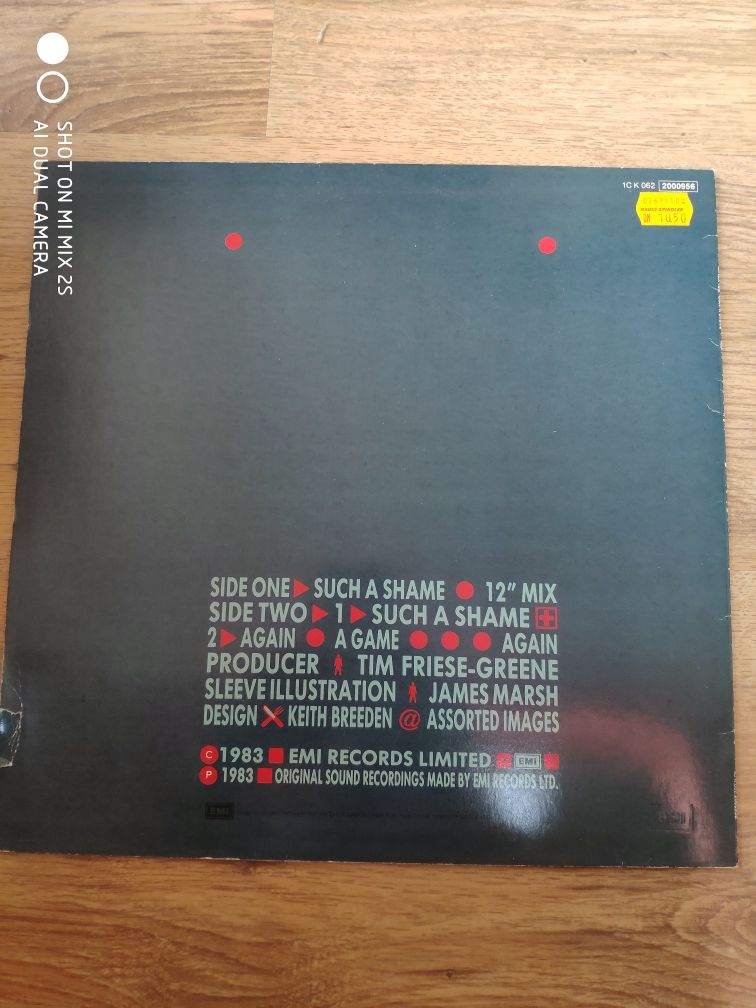 SHOT ON MI MIX 2S
AI DUAL CAMERA
1C K 062 2000956
SIDE ONE ▶ SUCH A SHAME ● 12" MIX
SIDE TWO ▶ 1 ▶ SUCH A SHAME
2 ▶ AGAIN ● A GAME ● ● ● AGAIN
PRODUCER TIM FRIESE-GREENE
SLEEVE ILLUSTRATION JAMES MARSH
DESIGN KEITH BREEDEN @ ASSORTED IMAGES
© 1983 ■ EMI RECORDS LIMITED EMI
℗ 1983 ■ ORIGINAL SOUND RECORDINGS MADE BY EMI RECORDS LTD.
EMI